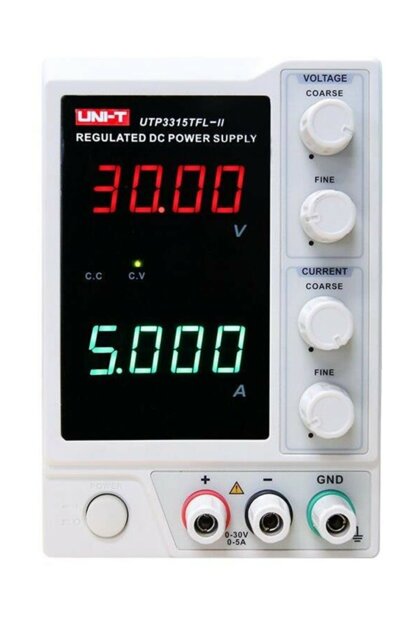 VOLTAGE
COARSE
UNI-T UTP3315TFL-II
REGULATED DC POWER SUPPLY
30.00
V
FINE
C.C C.V
CURRENT
COARSE
5.000
A
FINE
POWER
+ - GND
0-30V
0-5A